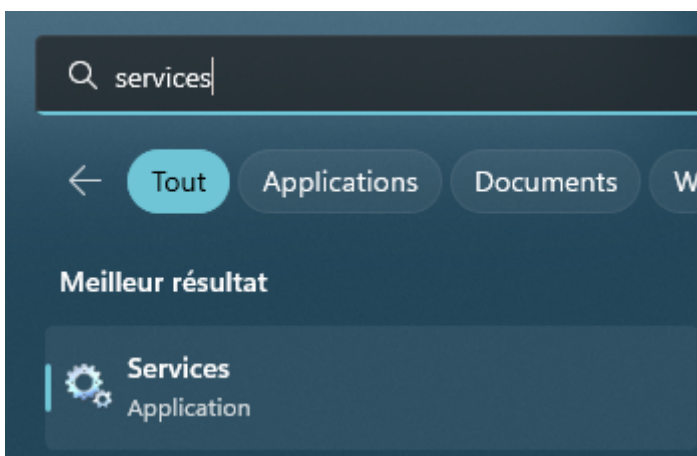 services
Tout Applications Documents W
Meilleur résultat
Services
Application